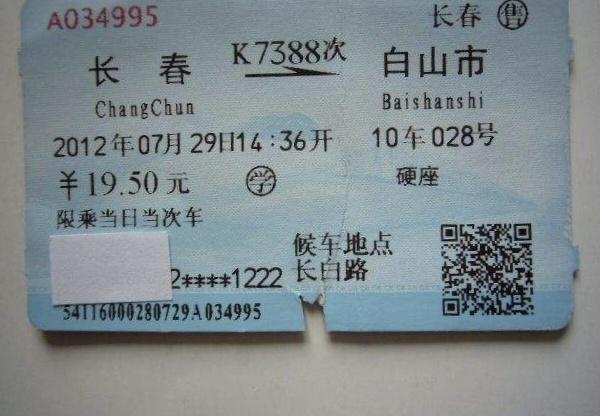 A034995 长春 售
长春 K7388次 白山市
ChangChun Baishanshi
2012年07月29日14:36开 10车028号
￥19.50元 学 硬座
限乘当日当次车
候车地点
长白路
2****1222
54116000280729A034995